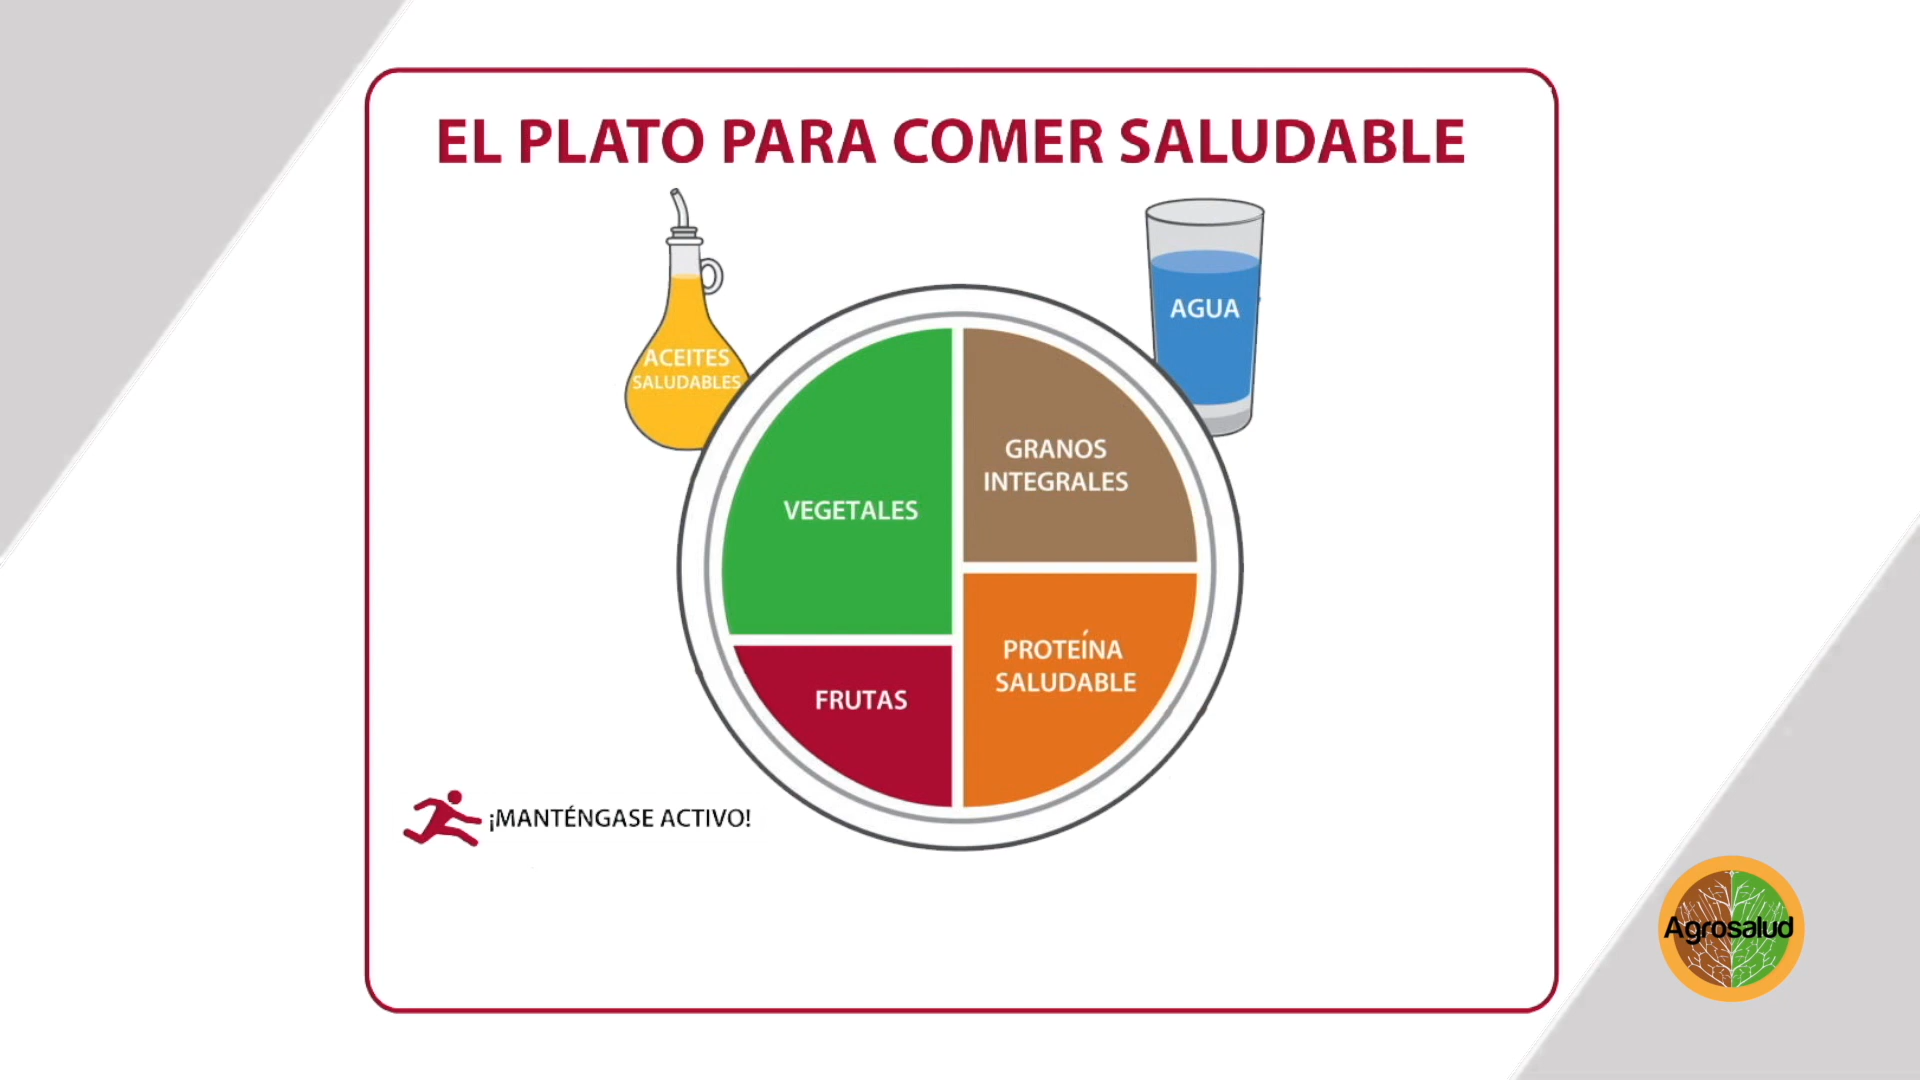 EL PLATO PARA COMER SALUDABLE
ACEITES
SALUDABLES
AGUA
VEGETALES
GRANOS
INTEGRALES
FRUTAS
PROTEÍNA
SALUDABLE
¡MANTÉNGASE ACTIVO!
Agrosalud